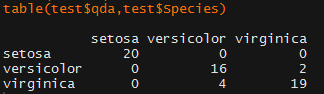 table(test$qda,test$Species)
setosa versicolor virginica
setosa 20 0 0
versicolor 0 16 2
virginica 0 4 19